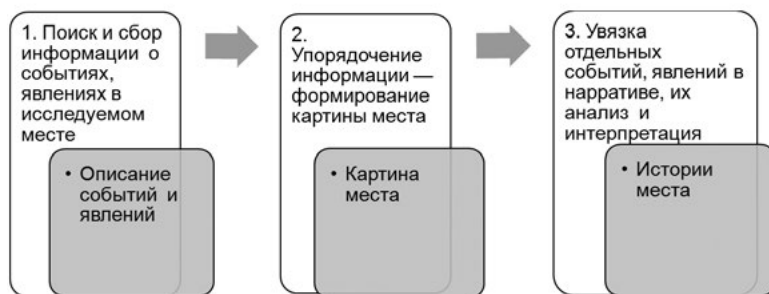 1. Поиск и сбор
информации о
событиях,
явлениях в
исследуемом
месте
• Описание
событий и
явлений
2.
Упорядочение
информации —
формирование
картины места
• Картина
места
3. Увязка
отдельных
событий, явлений в
нарративе, их
анализ и
интерпретация
• Истории
места